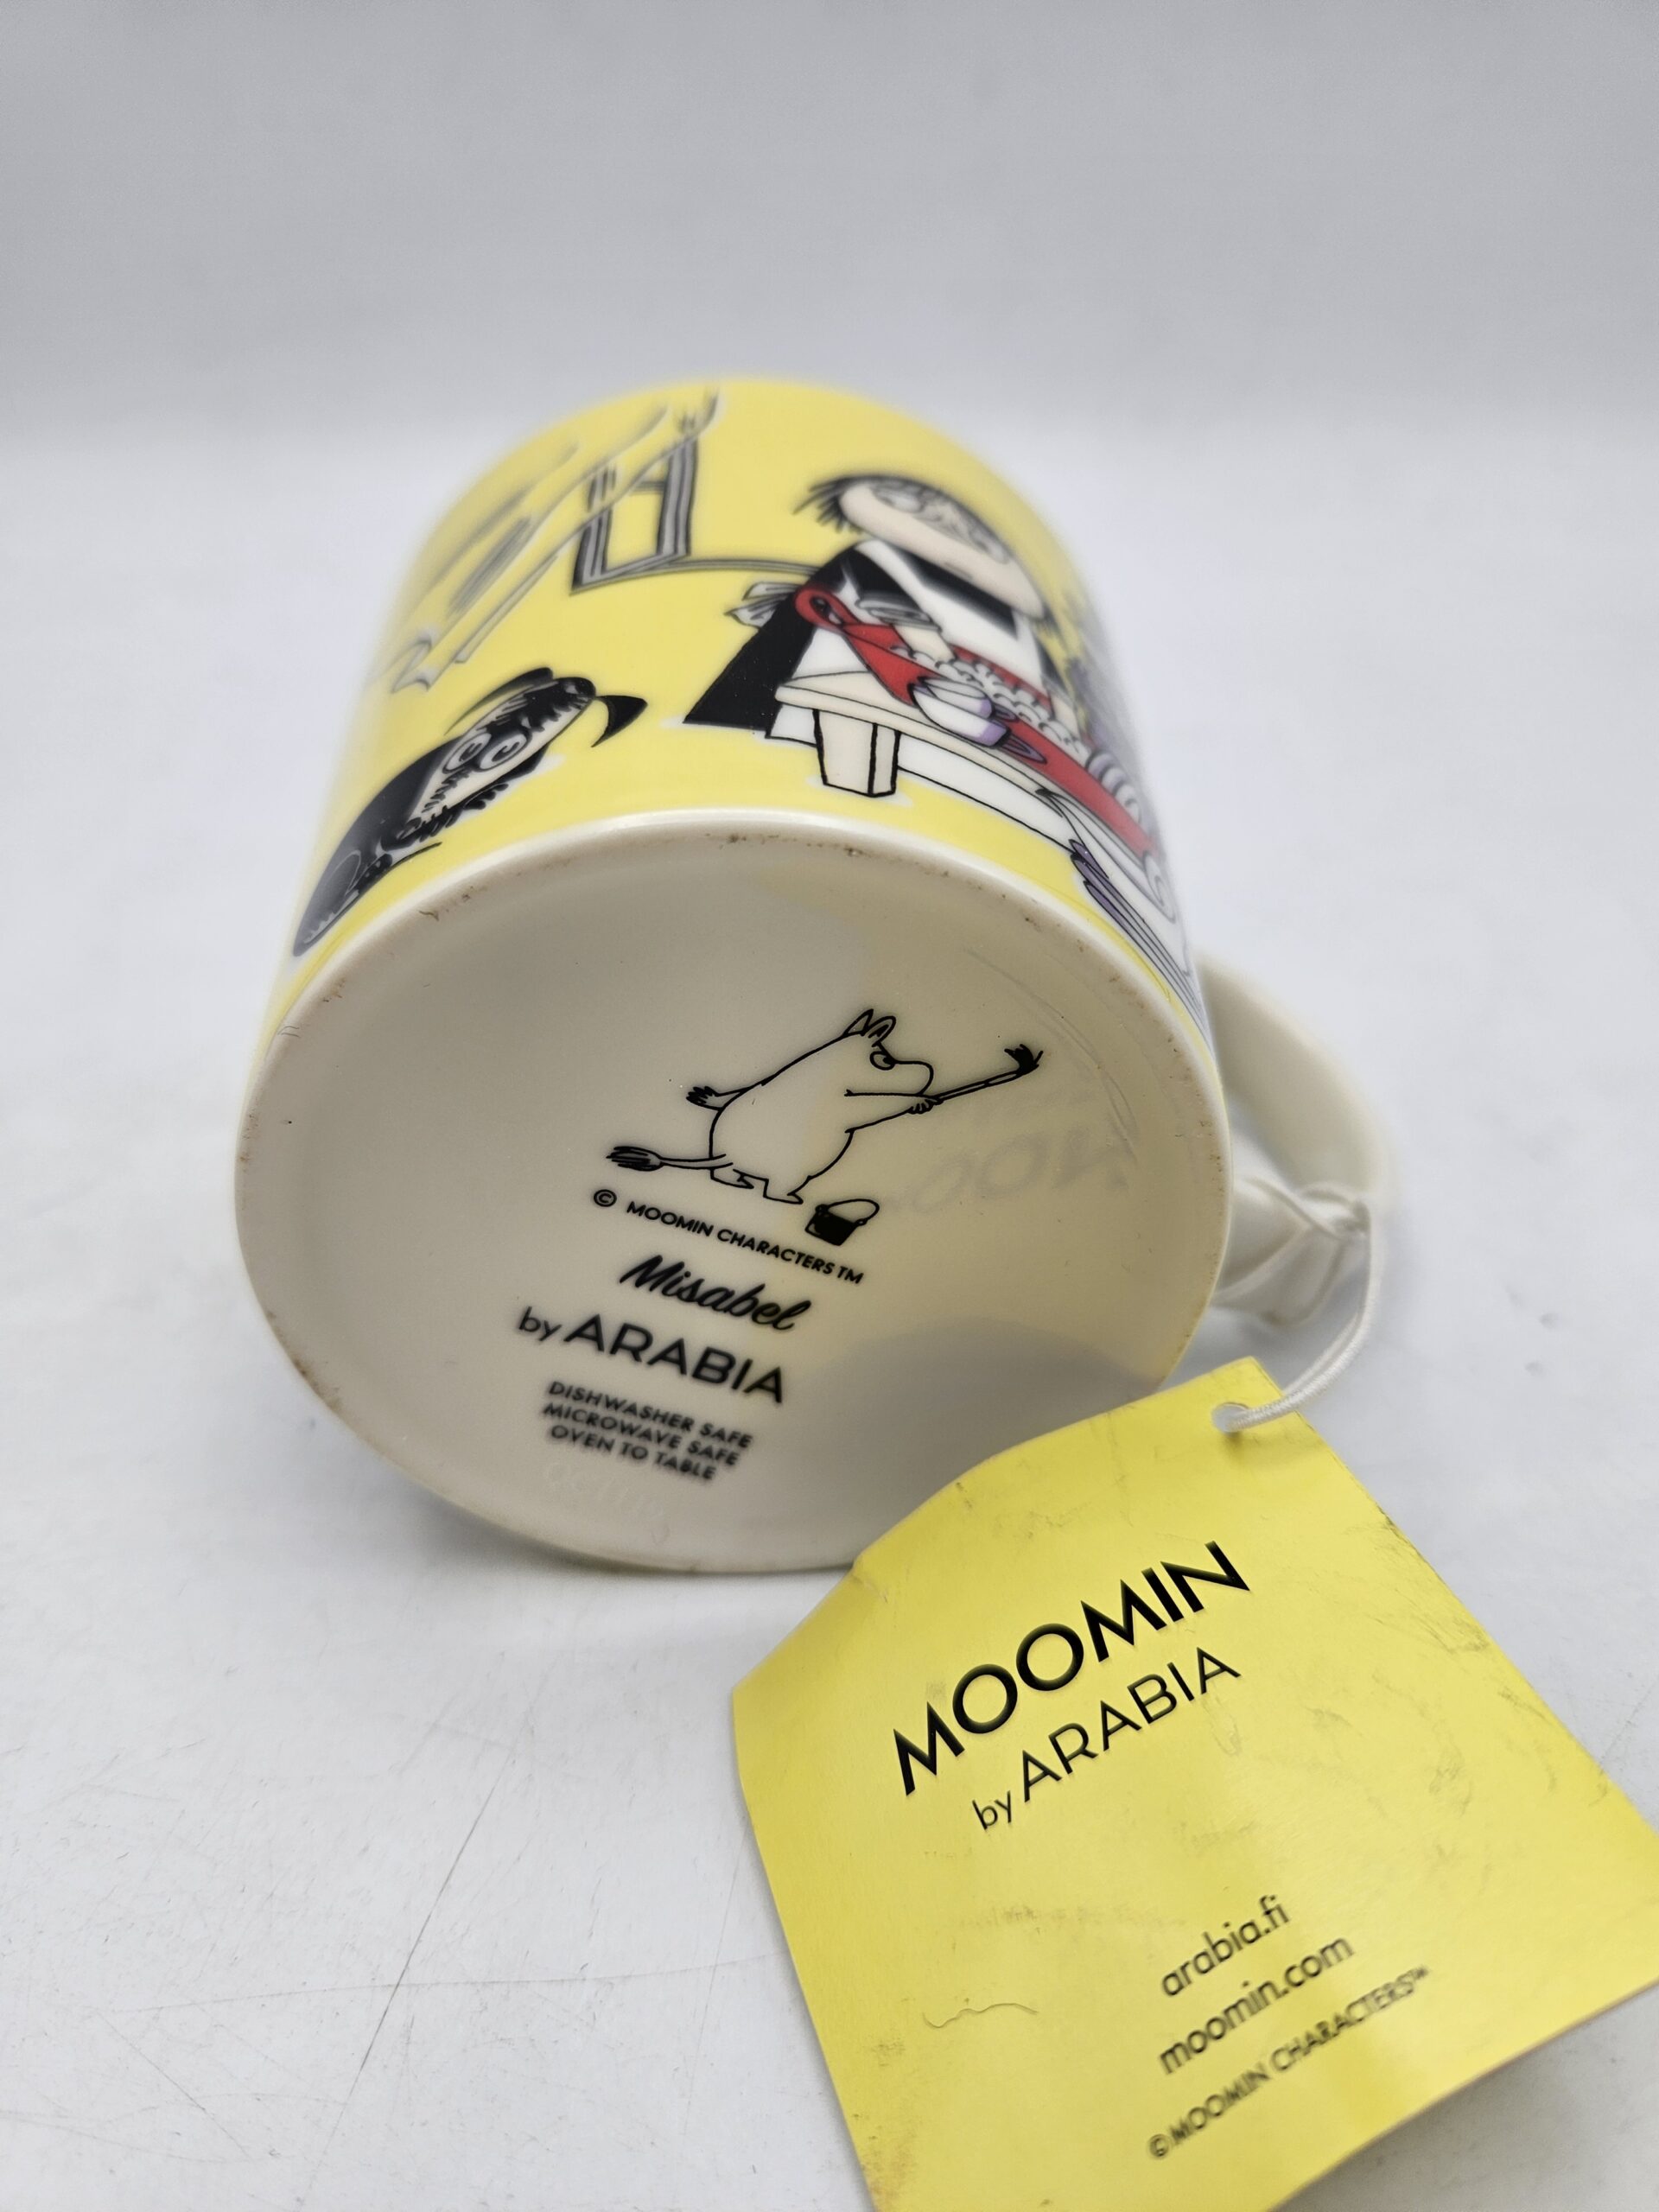 © MOOMIN CHARACTERS TM
Misabel
by ARABIA
DISHWASHER SAFE
MICROWAVE SAFE
OVEN TO TABLE
MOOMIN
by ARABIA
arabia.fi
moomin.com
© MOOMIN CHARACTERS™